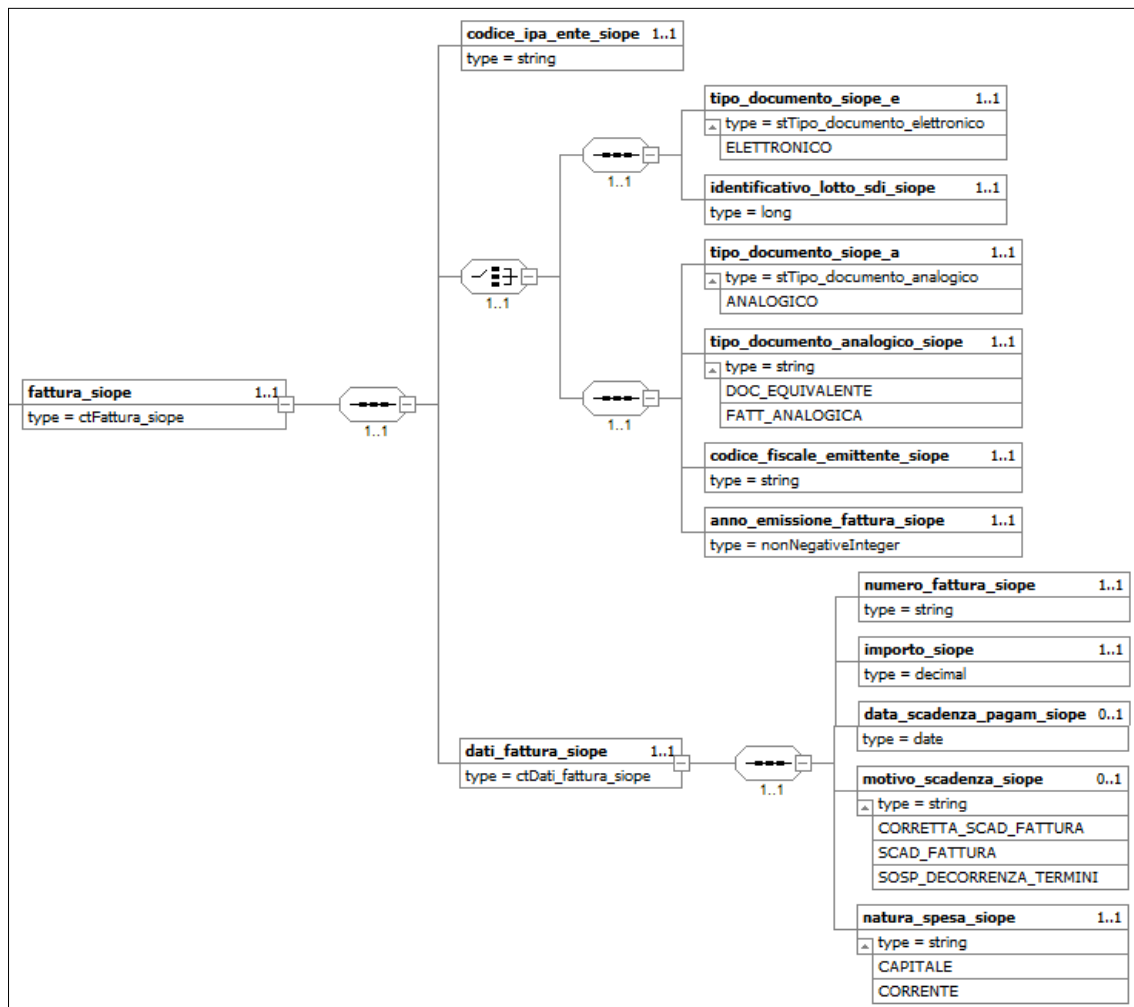 codice_ipa_ente_siope 1..1
type = string
tipo_documento_siope_e 1..1
type = stTipo_documento_elettronico
ELETTRONICO
1..1
identificativo_lotto_sdi_siope 1..1
type = long
tipo_documento_siope_a 1..1
type = stTipo_documento_analogico
ANALOGICO
1..1
tipo_documento_analogico_siope 1..1
type = string
DOC_EQUIVALENTE
FATT_ANALOGICA
1..1
fattura_siope 1..1
type = ctFattura_siope
1..1
codice_fiscale_emittente_siope 1..1
type = string
anno_emissione_fattura_siope 1..1
type = nonNegativeInteger
numero_fattura_siope 1..1
type = string
importo_siope 1..1
type = decimal
data_scadenza_pagam_siope 0..1
type = date
dati_fattura_siope 1..1
type = ctDati_fattura_siope
1..1
motivo_scadenza_siope 0..1
type = string
CORRETTA_SCAD_FATTURA
SCAD_FATTURA
SOSP_DECORRENZA_TERMINI
natura_spesa_siope 1..1
type = string
CAPITALE
CORRENTE